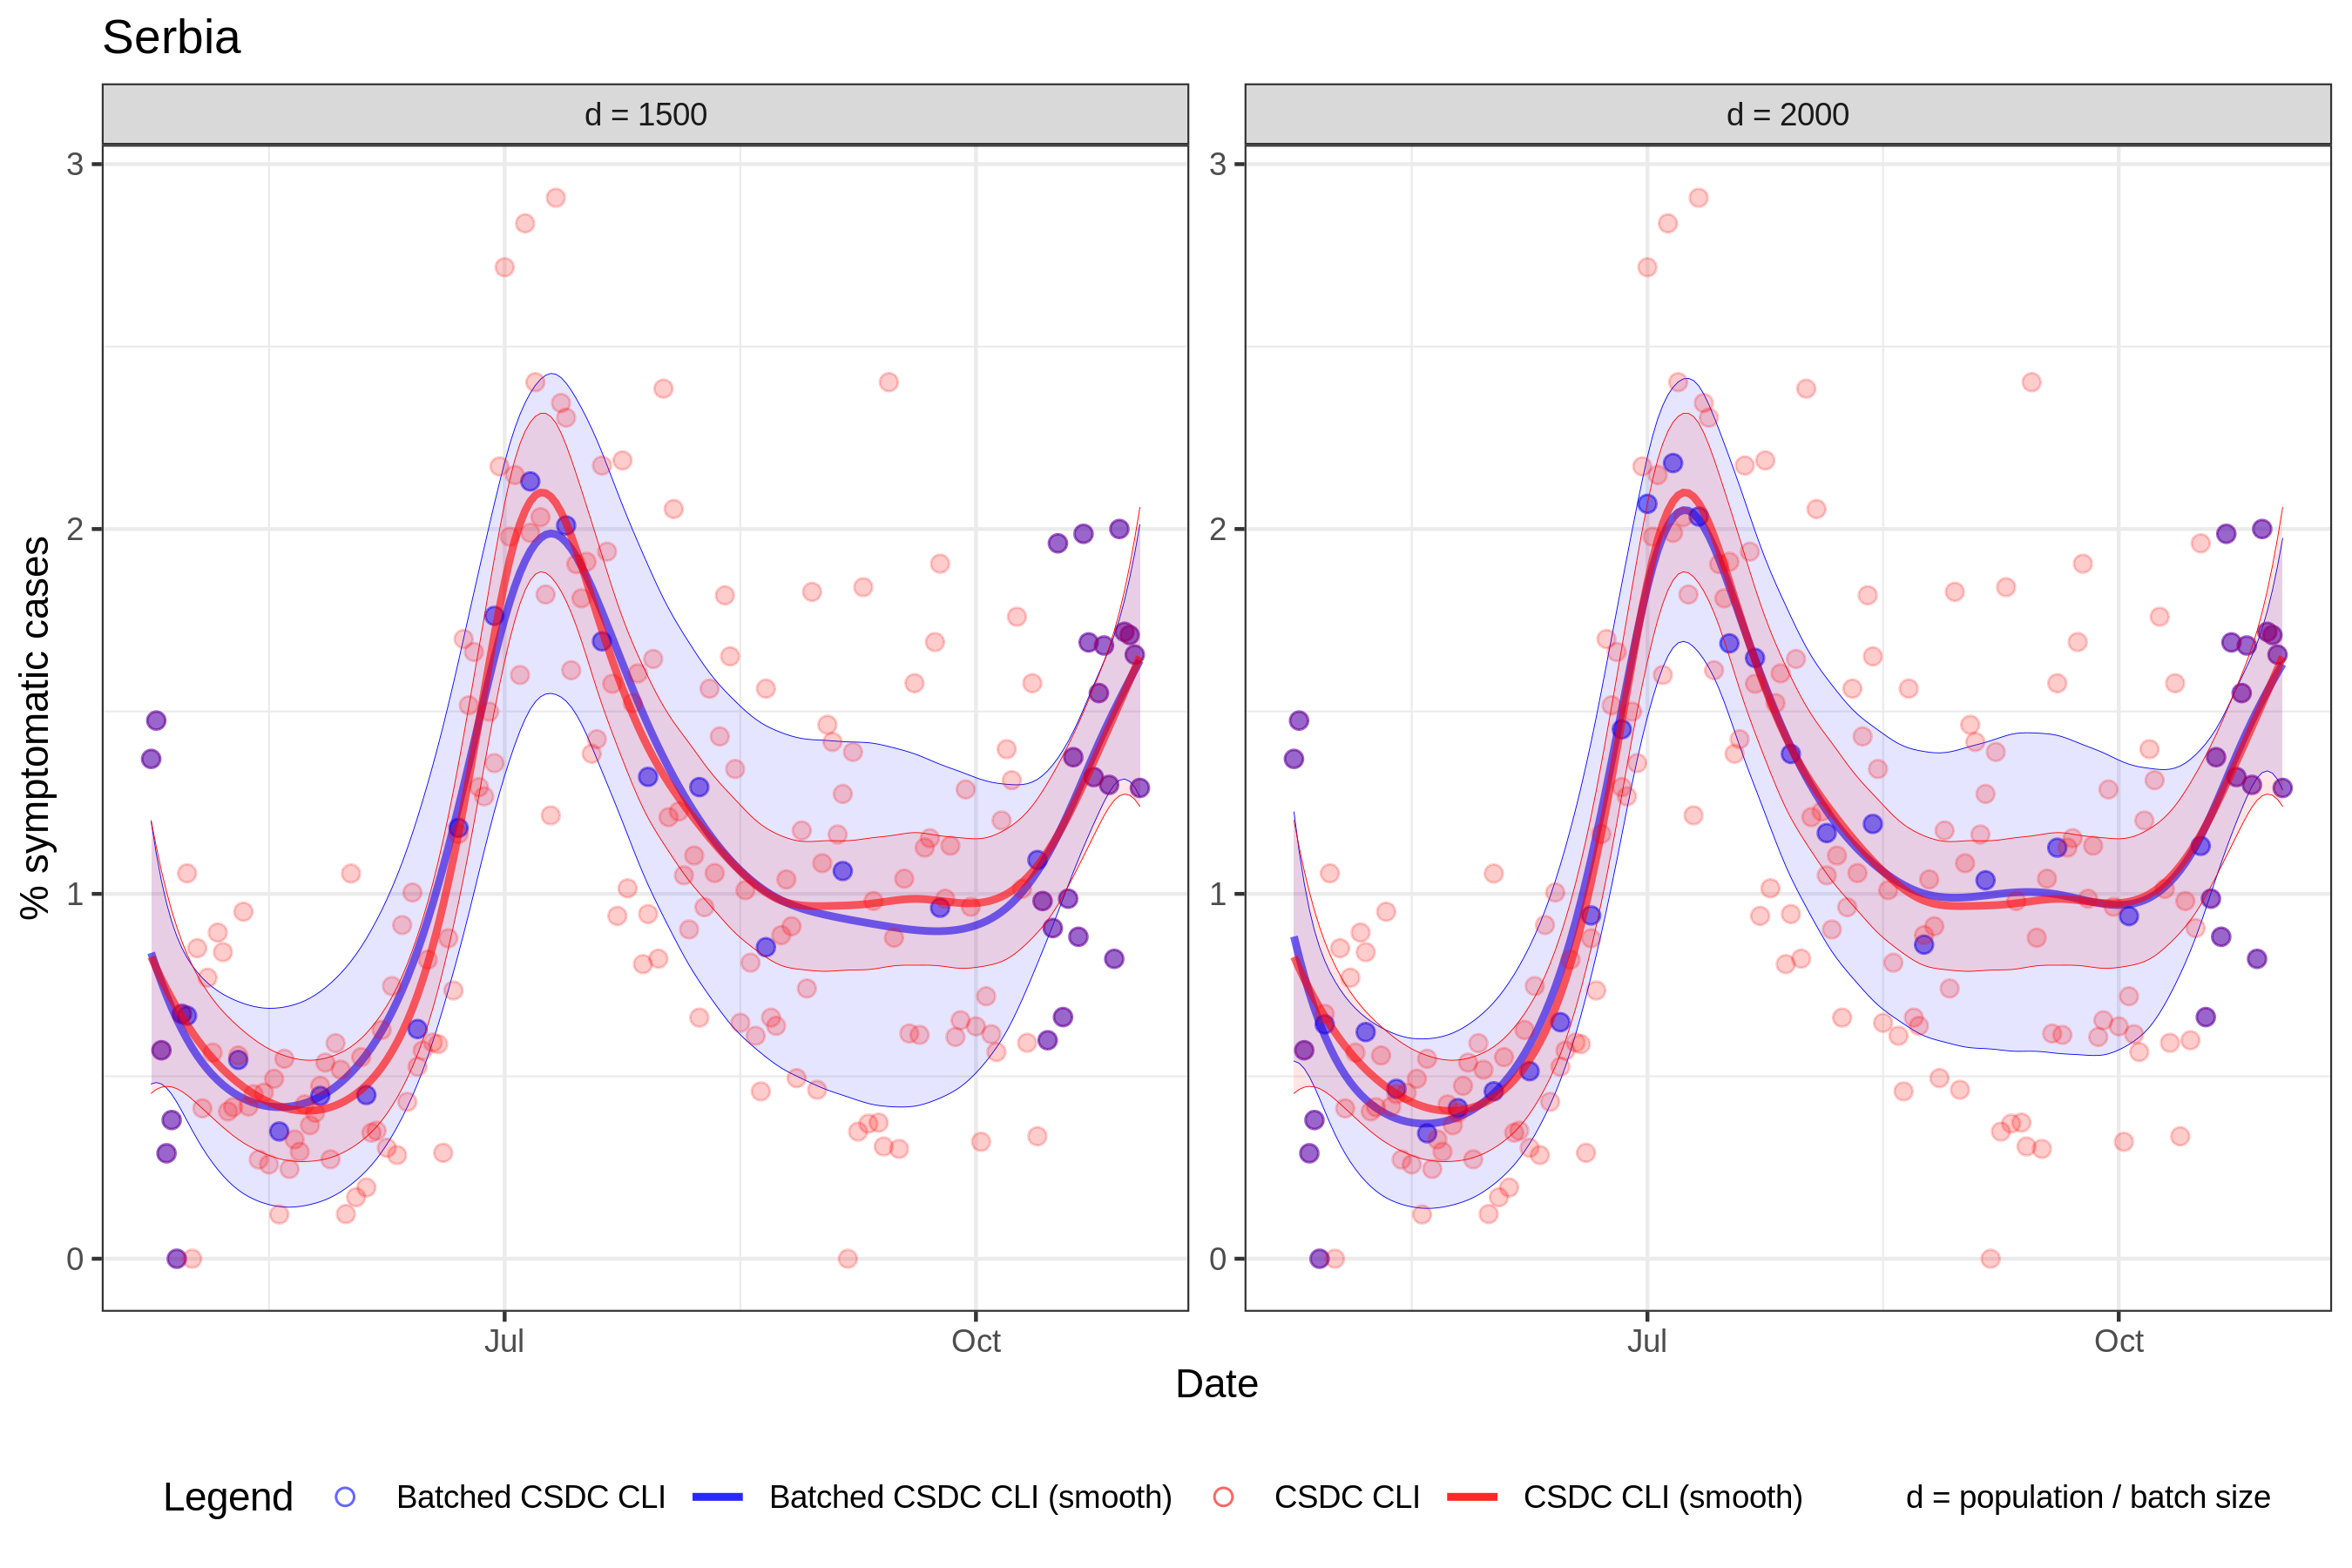 Serbia
d = 1500
d = 2000
% symptomatic cases
3
2
1
0
3
2
1
0
Jul
Oct
Jul
Oct
Date
Legend
Batched CSDC CLI
Batched CSDC CLI (smooth)
CSDC CLI
CSDC CLI (smooth)
d = population / batch size